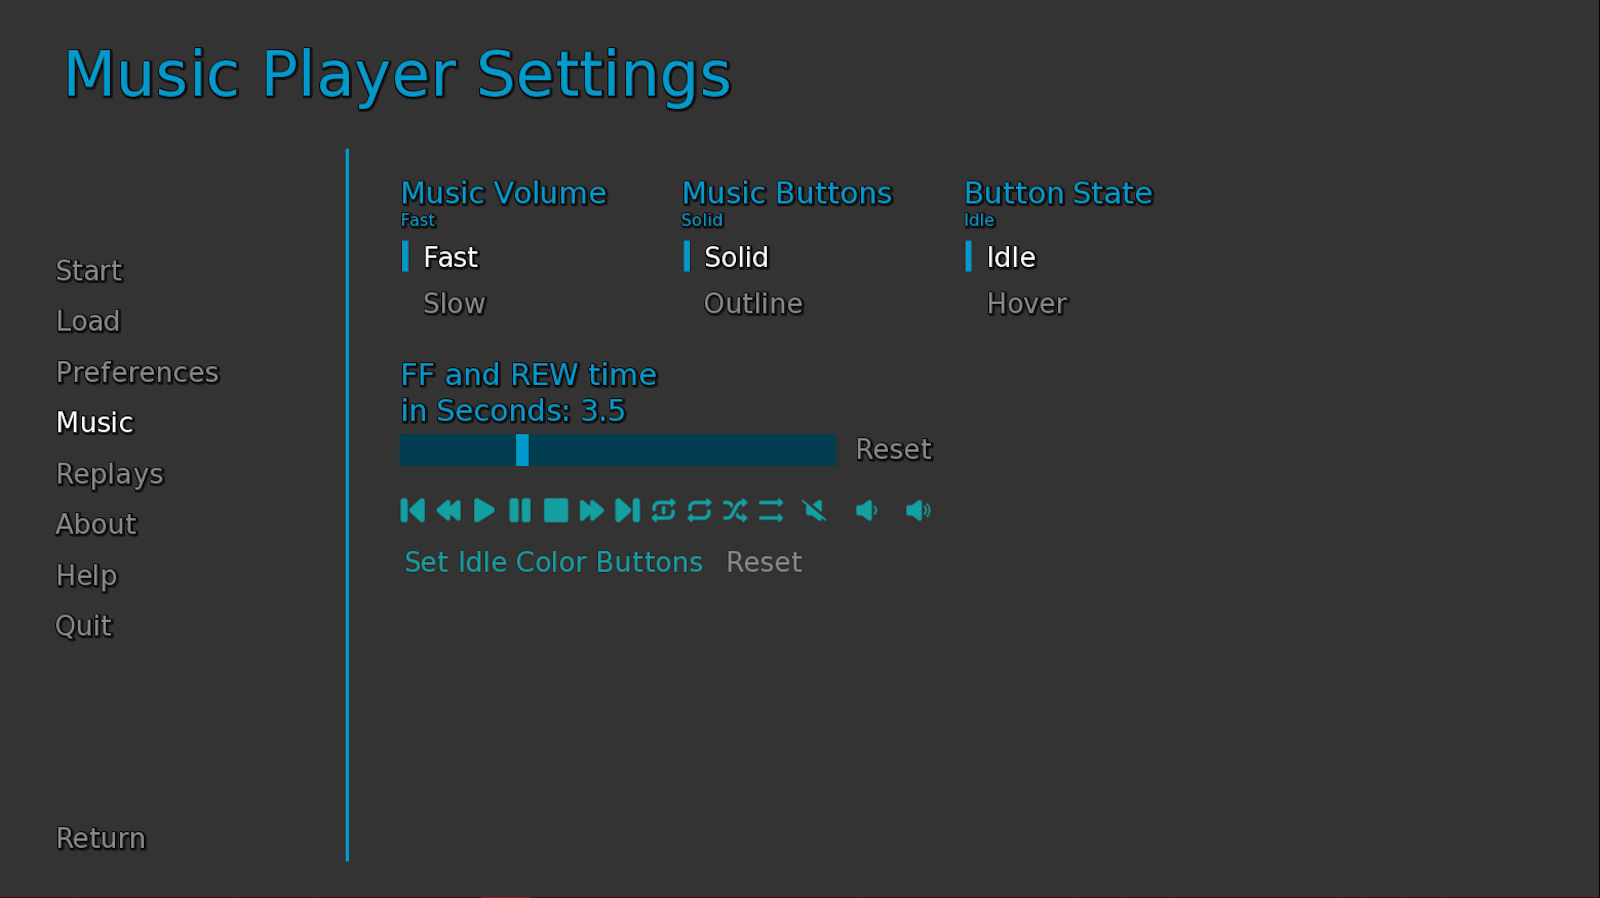 Music Player Settings
Start
Load
Preferences
Music
Replays
About
Help
Quit
Return
Music Volume
Fast
Fast
Slow
Music Buttons
Solid
Solid
Outline
Button State
Idle
Idle
Hover
FF and REW time
in Seconds: 3.5
Reset
Set Idle Color Buttons
Reset